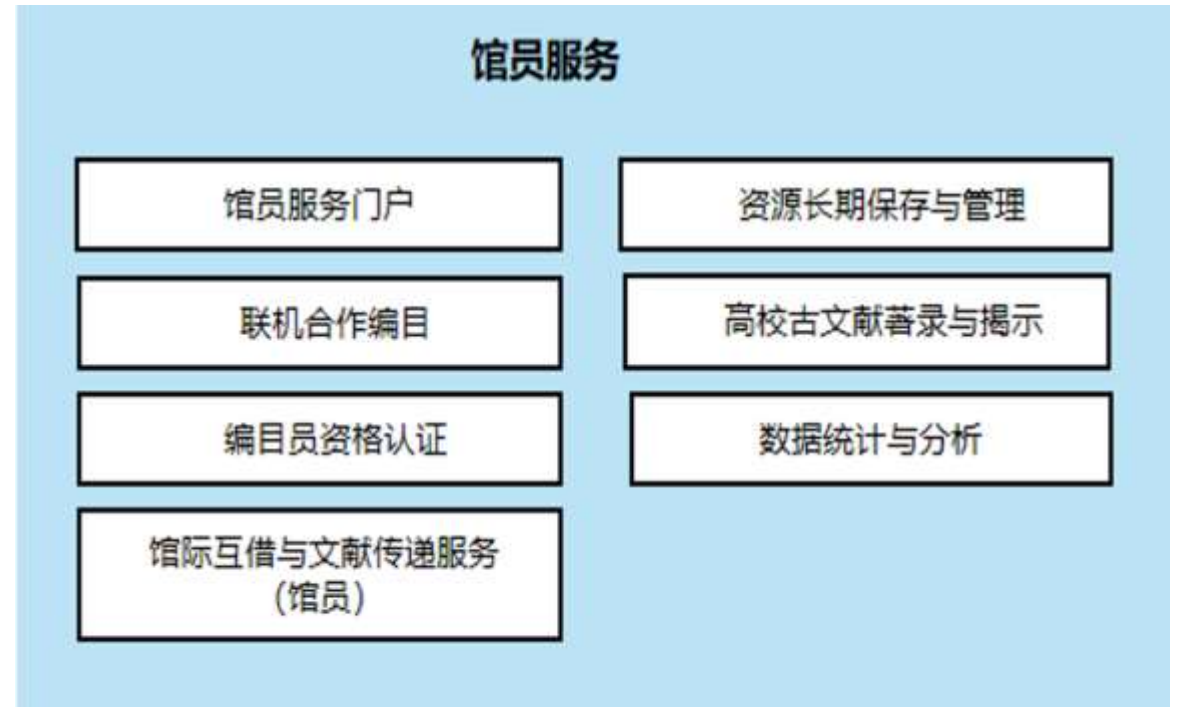 馆员服务
馆员服务门户
资源长期保存与管理
联机合作编目
高校古文献著录与揭示
编目员资格认证
数据统计与分析
馆际互借与文献传递服务
(馆员)